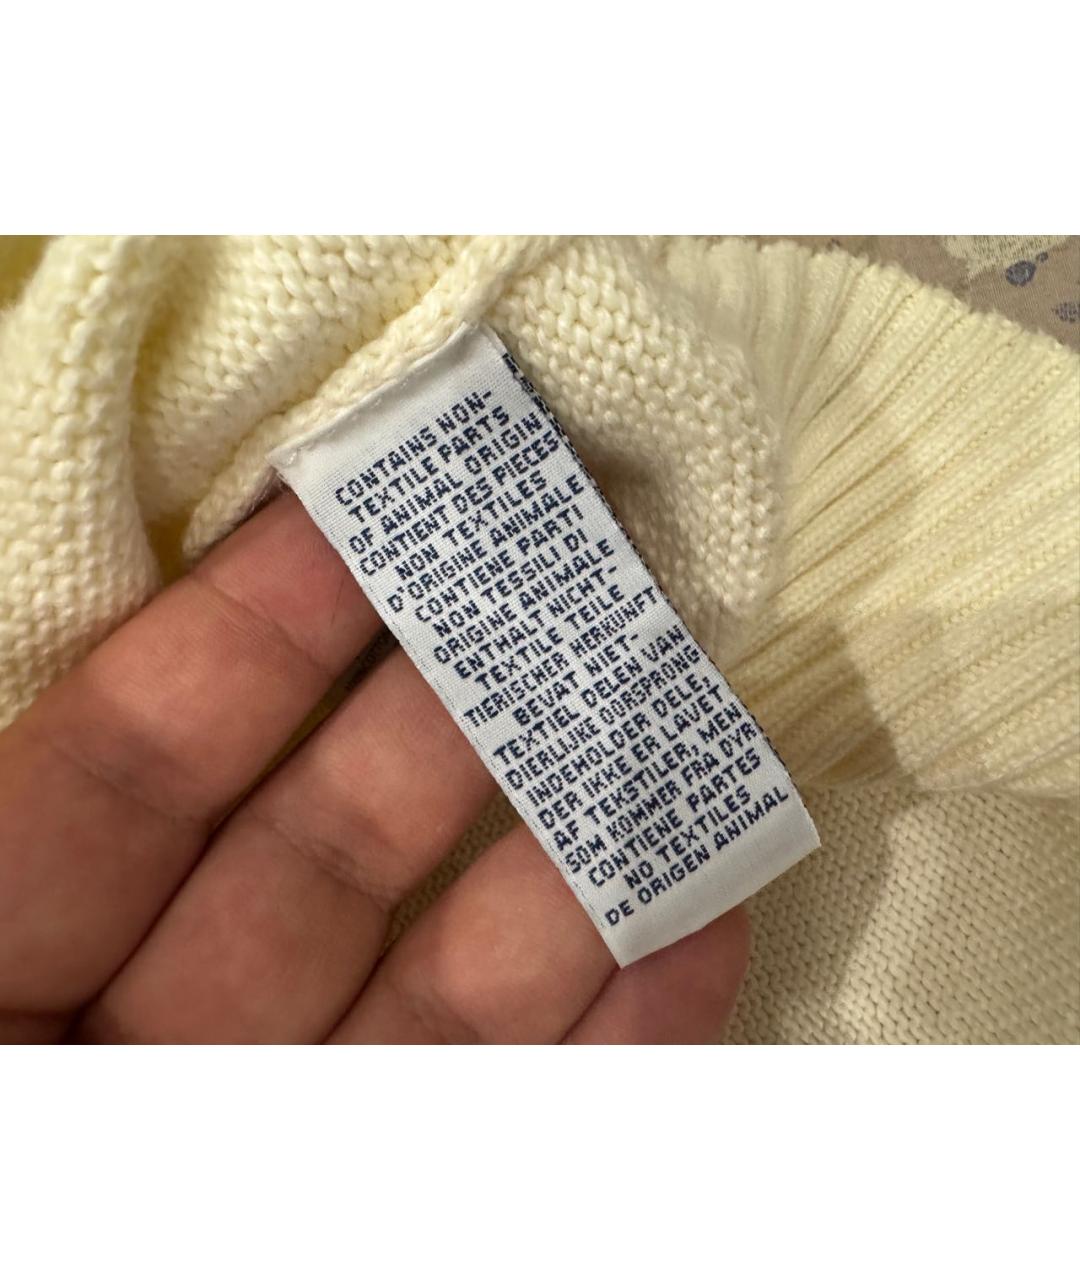 CONTAINS NON-
TEXTILE PARTS
OF ANIMAL ORIGIN
CONTIENT DES PIECES
NON TEXTILES
D'ORIGINE ANIMALE
CONTIENE PARTI
NON TESSILI DI
ORIGINE ANIMALE
ENTHALT NICHT-
TEXTILE TEILE
TIERISCHER HERKUNFT
BEVAT NIET-
TEXTIEL DELEN VAN
DIERLIJKE OORSPRONG
INDEHOLDER DELE,
DER IKKE ER LAVET
AF TEKSTILER, MEN
SOM KOMMER FRA DYR
CONTIENE PARTES
NO TEXTILES
DE ORIGEN ANIMAL